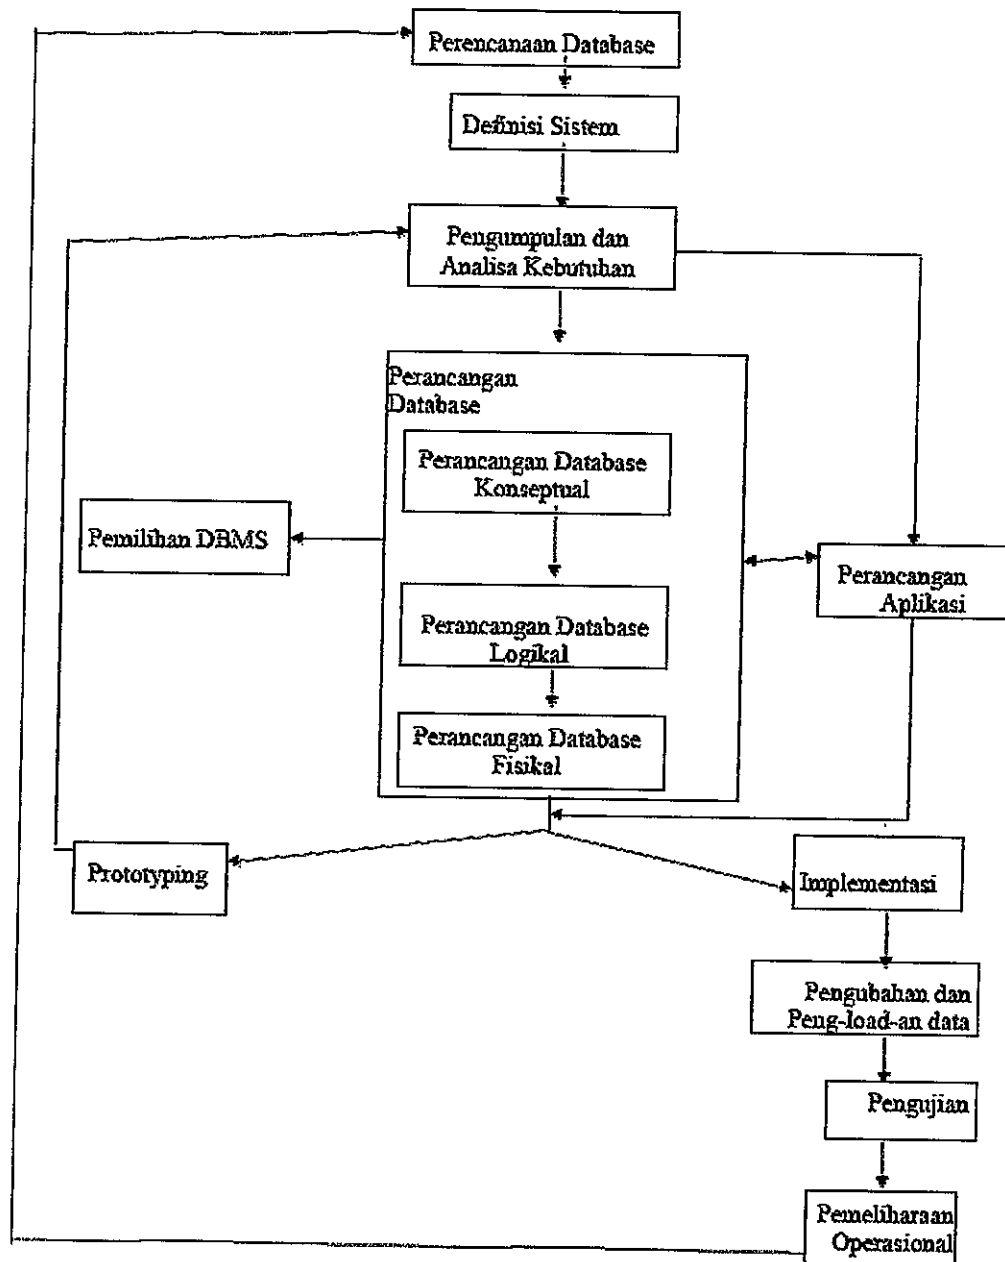 Perencanaan Database
Definisi Sistem
Pengumpulan dan
Analisa Kebutuhan
Perancangan
Database
Perancangan Database
Konseptual
Pemilihan DBMS
Perancangan
Aplikasi
Perancangan Database
Logikal
Perancangan Database
Fisikal
Prototyping
Implementasi
Pengubahan dan
Peng-load-an data
Pengujian
Pemeliharaan
Operasional